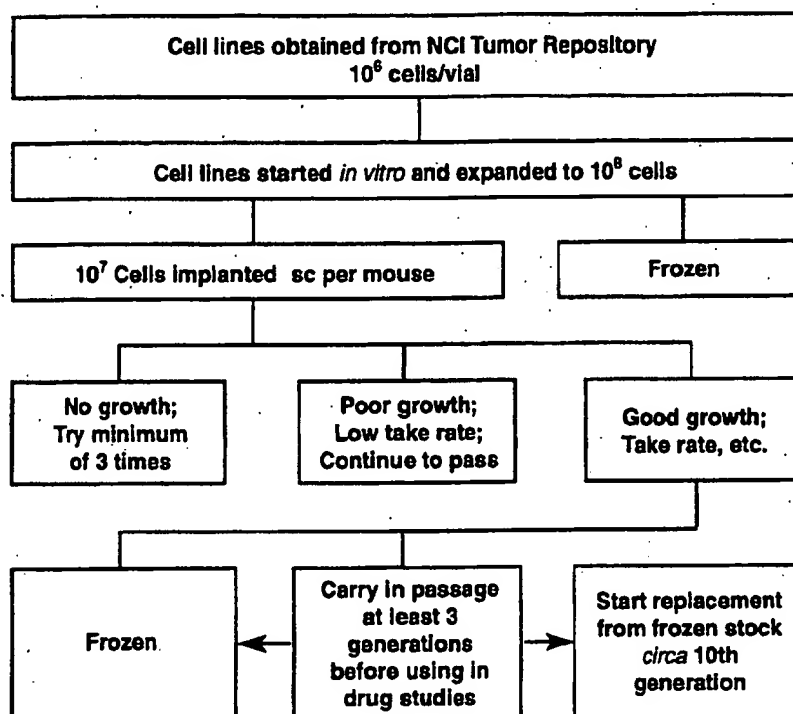 Cell lines obtained from NCI Tumor Repository
10⁶ cells/vial
Cell lines started in vitro and expanded to 10⁸ cells
10⁷ Cells implanted sc per mouse
Frozen
No growth;
Try minimum
of 3 times
Poor growth;
Low take rate;
Continue to pass
Good growth;
Take rate, etc.
Frozen
Carry in passage
at least 3
generations
before using in
drug studies
Start replacement
from frozen stock
circa 10th
generation